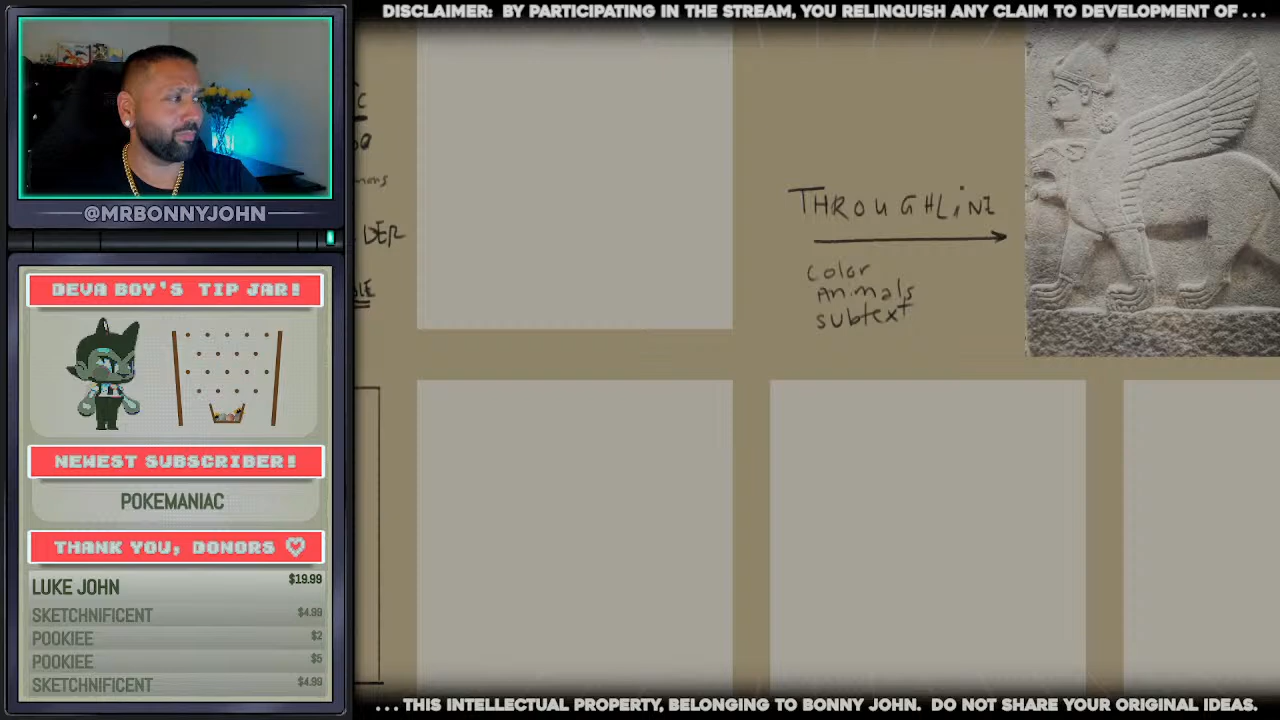 DISCLAIMER: BY PARTICIPATING IN THE STREAM, YOU RELINQUISH ANY CLAIM TO DEVELOPMENT OF . . .
@MRBONNYJOHN
DEVA BOY'S TIP JAR!
NEWEST SUBSCRIBER!
POKEMANIAC
THANK YOU, DONORS
LUKE JOHN $19.99
SKETCHNIFICENT $4.99
POOKIEE $2
POOKIEE $5
SKETCHNIFICENT $4.99
THROUGHLINE
color
Animals
subtext
. . . THIS INTELLECTUAL PROPERTY, BELONGING TO BONNY JOHN. DO NOT SHARE YOUR ORIGINAL IDEAS.